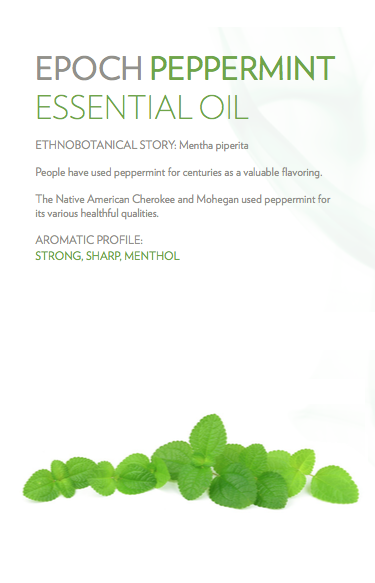 EPOCH PEPPERMINT
ESSENTIAL OIL
ETHNOBOTANICAL STORY: Mentha piperita
People have used peppermint for centuries as a valuable flavoring.
The Native American Cherokee and Mohegan used peppermint for
its various healthful qualities.
AROMATIC PROFILE:
STRONG, SHARP, MENTHOL